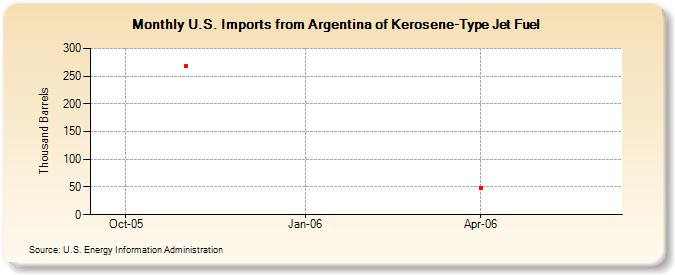 Monthly U.S. Imports from Argentina of Kerosene-Type Jet Fuel
Thousand Barrels
300
250
200
150
100
50
0
Oct-05 Jan-06 Apr-06
Source: U.S. Energy Information Administration